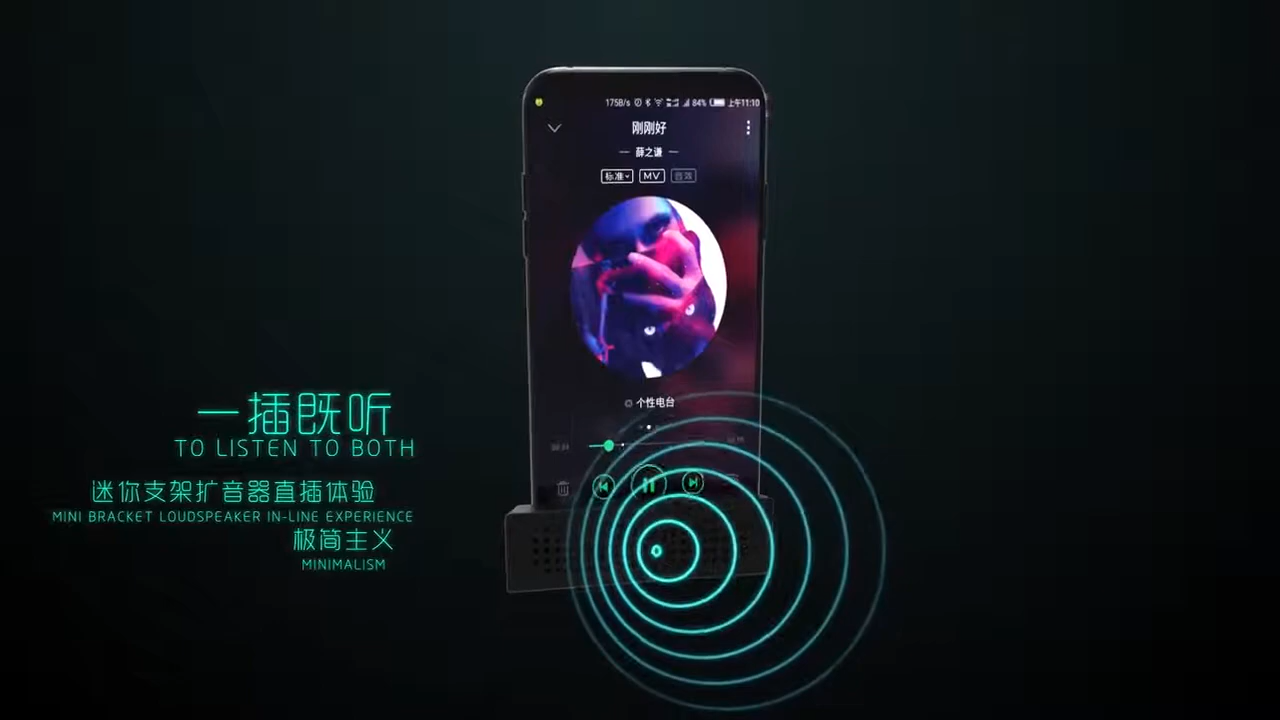 175B/s 84% 上午11:10
刚刚好
薛之谦
标准 MV 音效
个性电台
一插既听
TO LISTEN TO BOTH
迷你支架扩音器直插体验
MINI BRACKET LOUDSPEAKER IN-LINE EXPERIENCE
极简主义
MINIMALISM